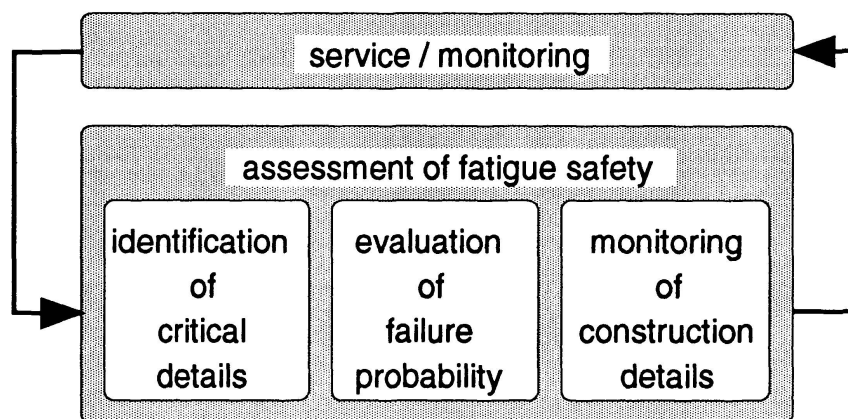 service / monitoring
assessment of fatigue safety
identification
of
critical
details
evaluation
of
failure
probability
monitoring
of
construction
details